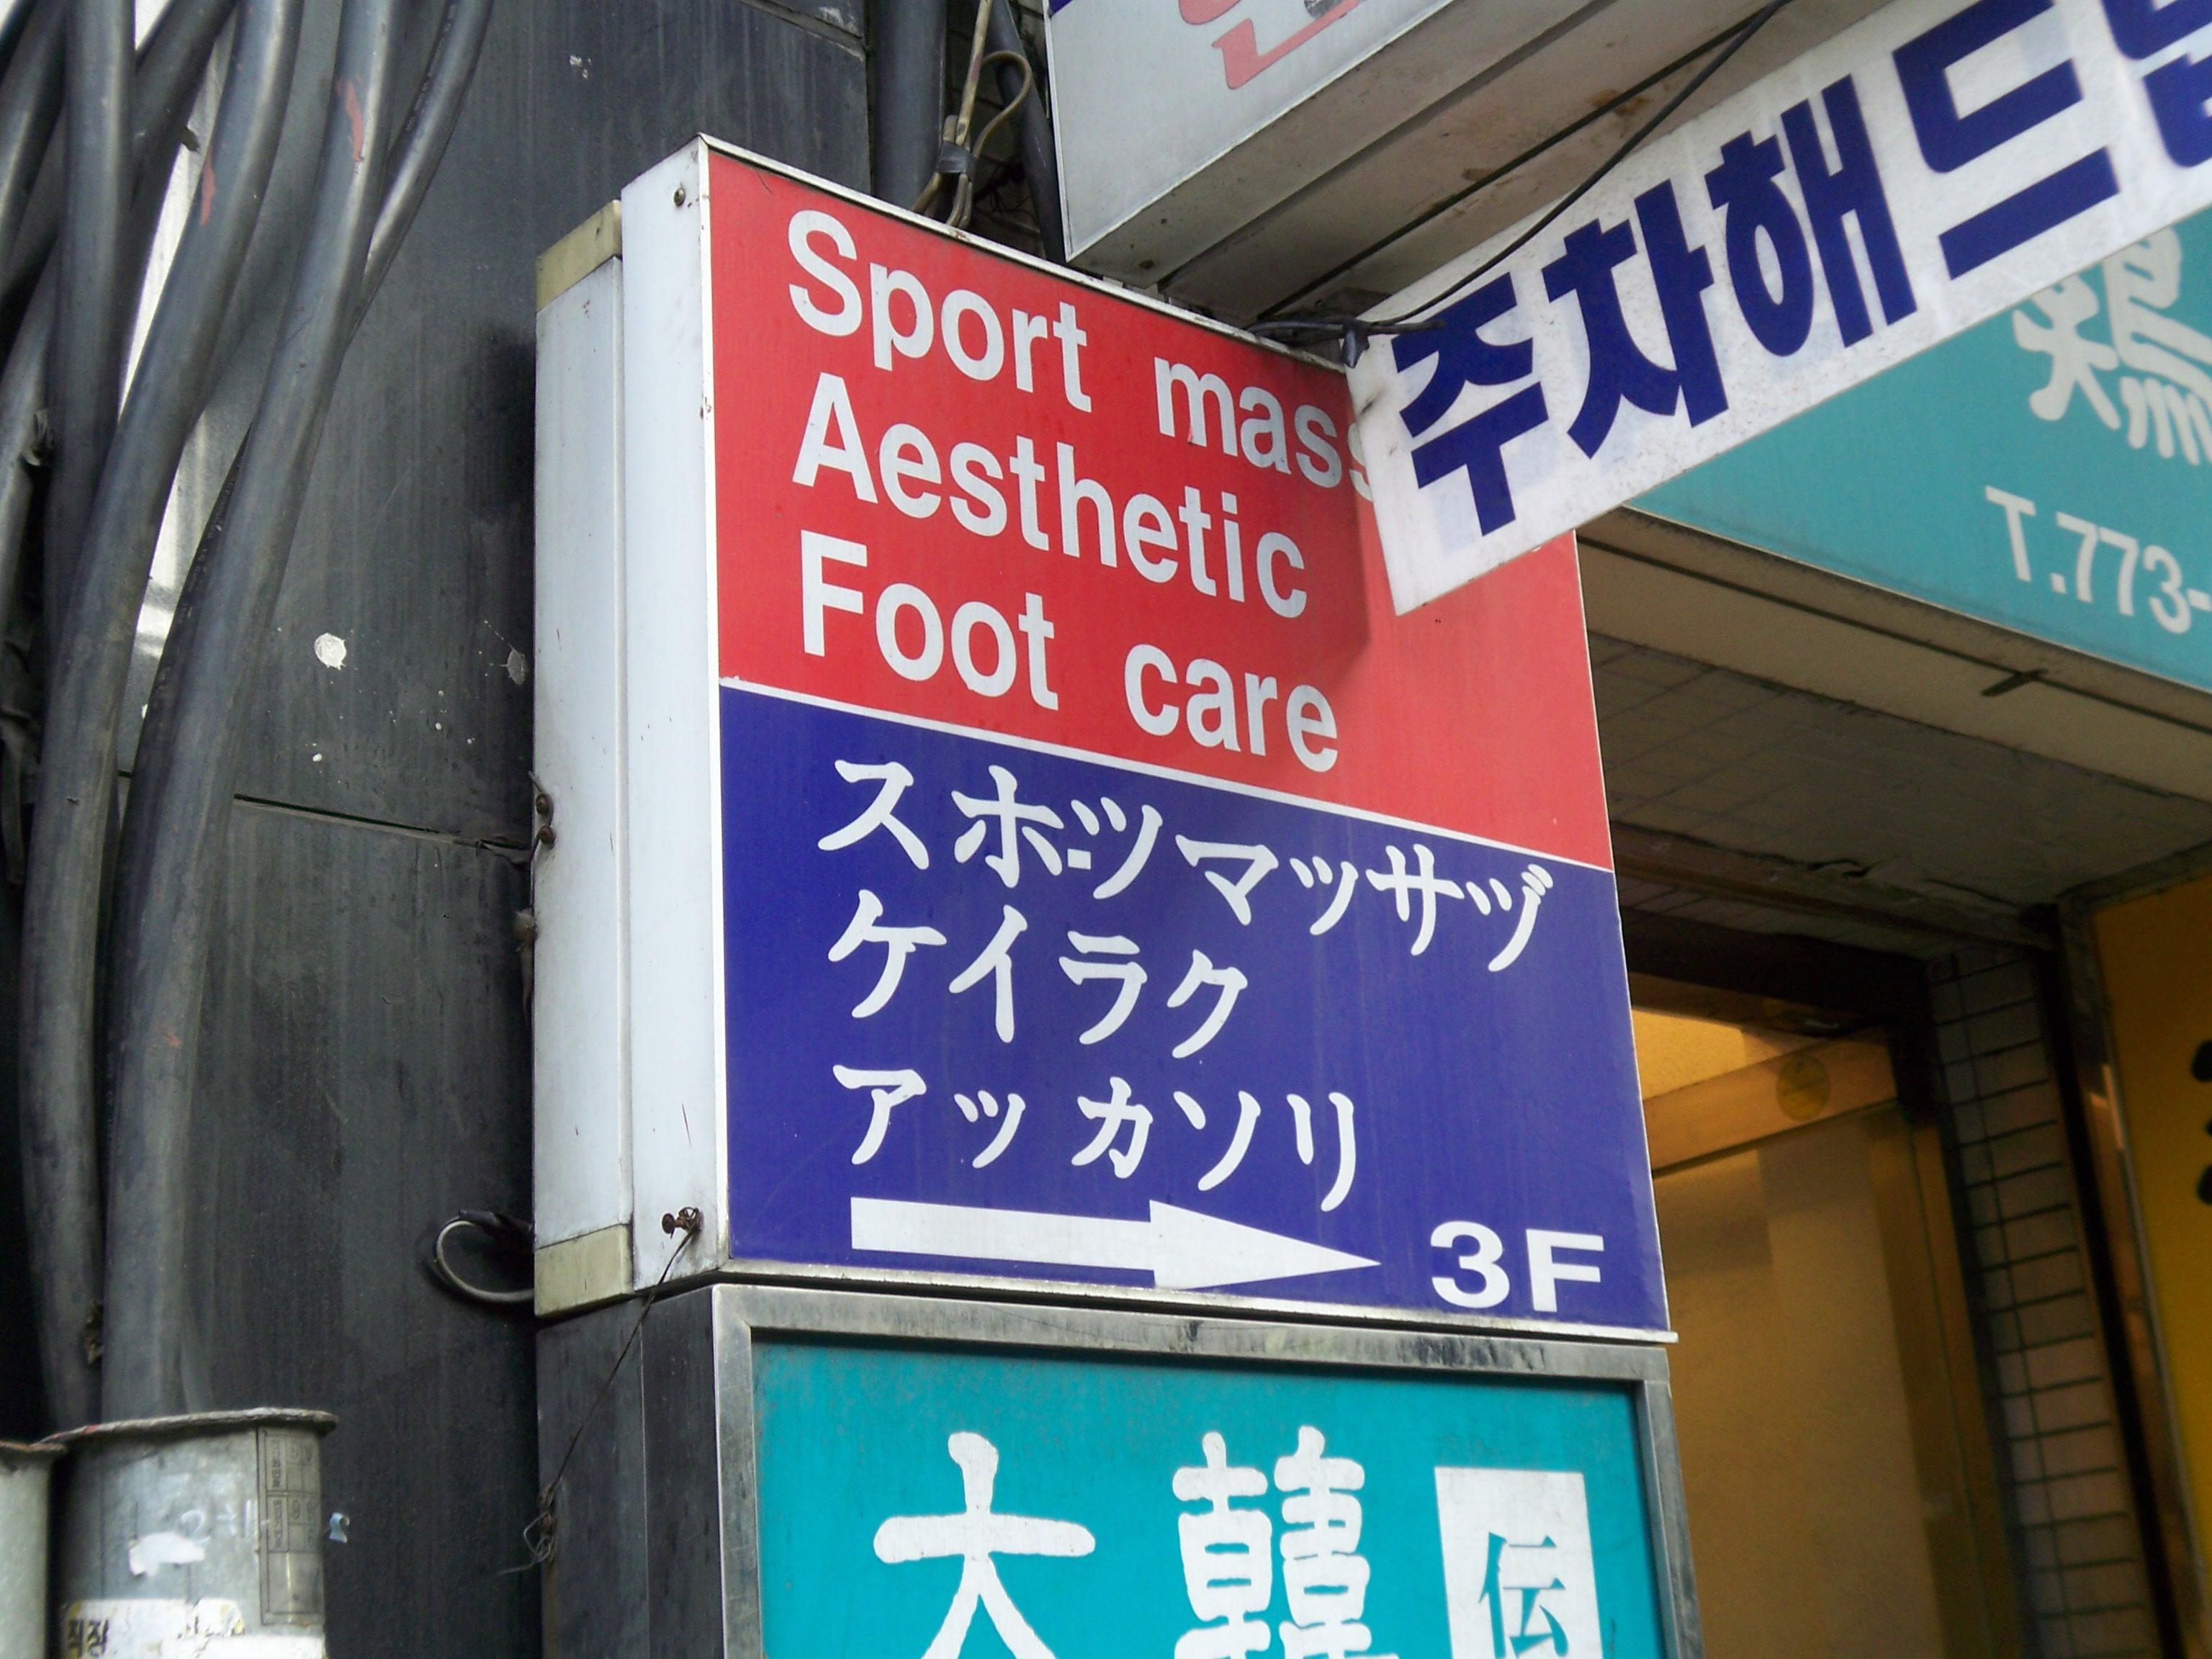 주차해드
T.773-
Sport mass
Aesthetic
Foot care
スホーツマッサヅ
ケイラク
アッカソリ
3F
大韓
伝